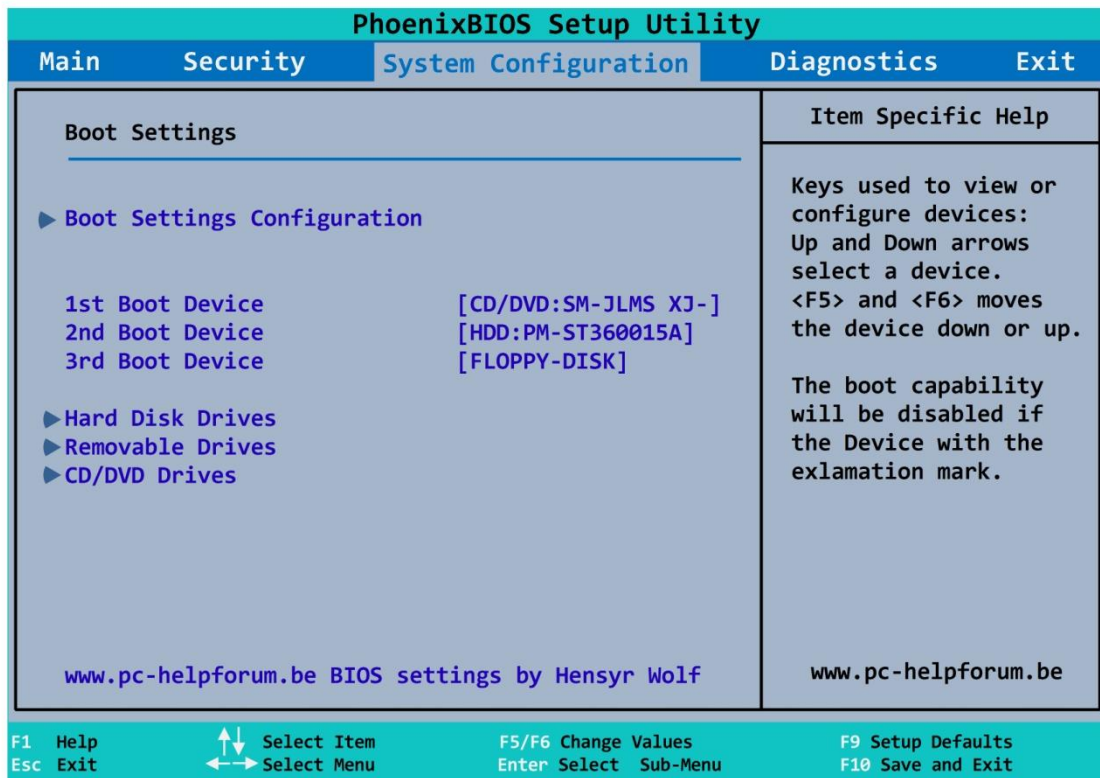 PhoenixBIOS Setup Utility
Main Security System Configuration Diagnostics Exit
Boot Settings
Boot Settings Configuration
1st Boot Device [CD/DVD:SM-JLMS XJ-]
2nd Boot Device [HDD:PM-ST360015A]
3rd Boot Device [FLOPPY-DISK]
Hard Disk Drives
Removable Drives
CD/DVD Drives
www.pc-helpforum.be BIOS settings by Hensyr Wolf
Item Specific Help
Keys used to view or
configure devices:
Up and Down arrows
select a device.
<F5> and <F6> moves
the device down or up.
The boot capability
will be disabled if
the Device with the
exlamation mark.
www.pc-helpforum.be
F1 Help Select Item F5/F6 Change Values F9 Setup Defaults
Esc Exit Select Menu Enter Select Sub-Menu F10 Save and Exit